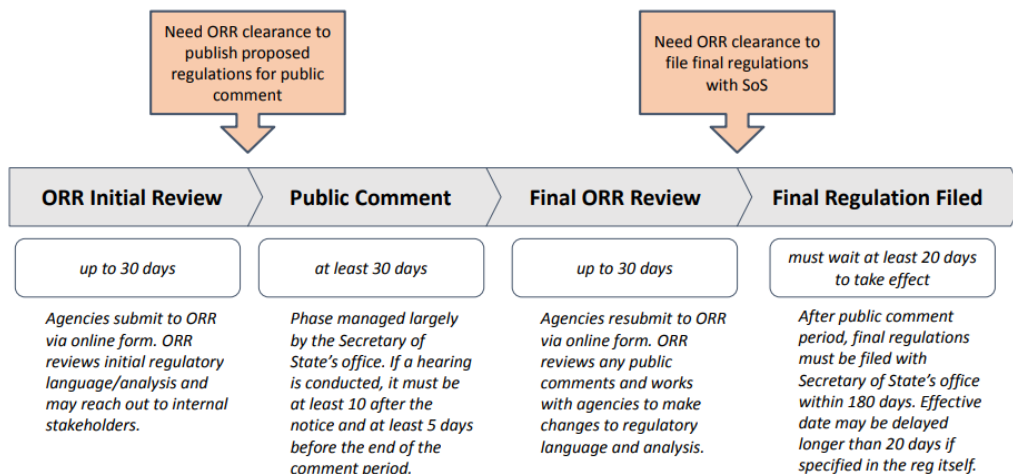 Need ORR clearance to
publish proposed
regulations for public
comment
Need ORR clearance to
file final regulations
with SoS
ORR Initial Review
Public Comment
Final ORR Review
Final Regulation Filed
up to 30 days
at least 30 days
up to 30 days
must wait at least 20 days
to take effect
Agencies submit to ORR
via online form. ORR
reviews initial regulatory
language/analysis and
may reach out to internal
stakeholders.
Phase managed largely
by the Secretary of
State's office. If a hearing
is conducted, it must be
at least 10 after the
notice and at least 5 days
before the end of the
comment period.
Agencies resubmit to ORR
via online form. ORR
reviews any public
comments and works
with agencies to make
changes to regulatory
language and analysis.
After public comment
period, final regulations
must be filed with
Secretary of State's office
within 180 days. Effective
date may be delayed
longer than 20 days if
specified in the reg itself.